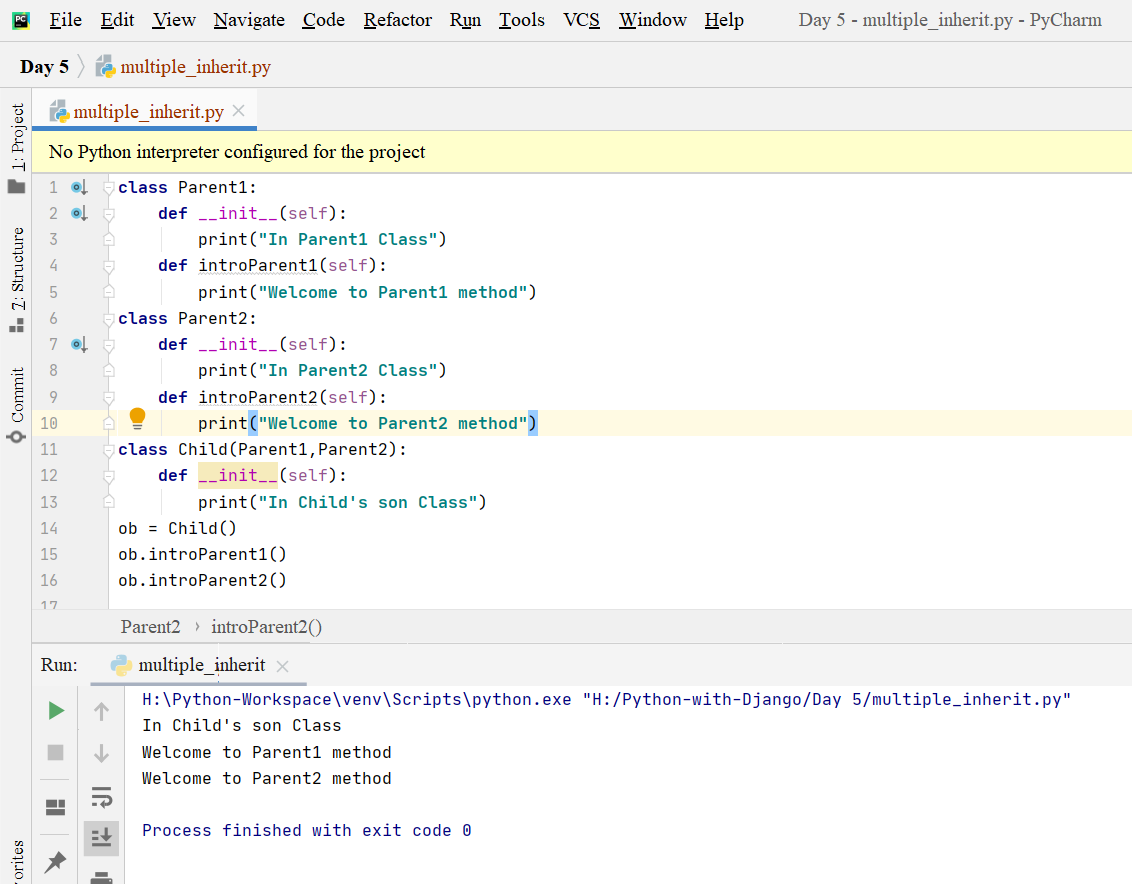 File Edit View Navigate Code Refactor Run Tools VCS Window Help Day 5 - multiple_inherit.py - PyCharm
Day 5 multiple_inherit.py
multiple_inherit.py
No Python interpreter configured for the project
1: Project
7: Structure
Commit
1 class Parent1:
2     def __init__(self):
3         print("In Parent1 Class")
4     def introParent1(self):
5         print("Welcome to Parent1 method")
6 class Parent2:
7     def __init__(self):
8         print("In Parent2 Class")
9     def introParent2(self):
10         print("Welcome to Parent2 method")
11 class Child(Parent1,Parent2):
12     def __init__(self):
13         print("In Child's son Class")
14 ob = Child()
15 ob.introParent1()
16 ob.introParent2()
17
Parent2 › introParent2()
Run: multiple_inherit
H:\Python-Workspace\venv\Scripts\python.exe "H:/Python-with-Django/Day 5/multiple_inherit.py"
In Child's son Class
Welcome to Parent1 method
Welcome to Parent2 method
Process finished with exit code 0